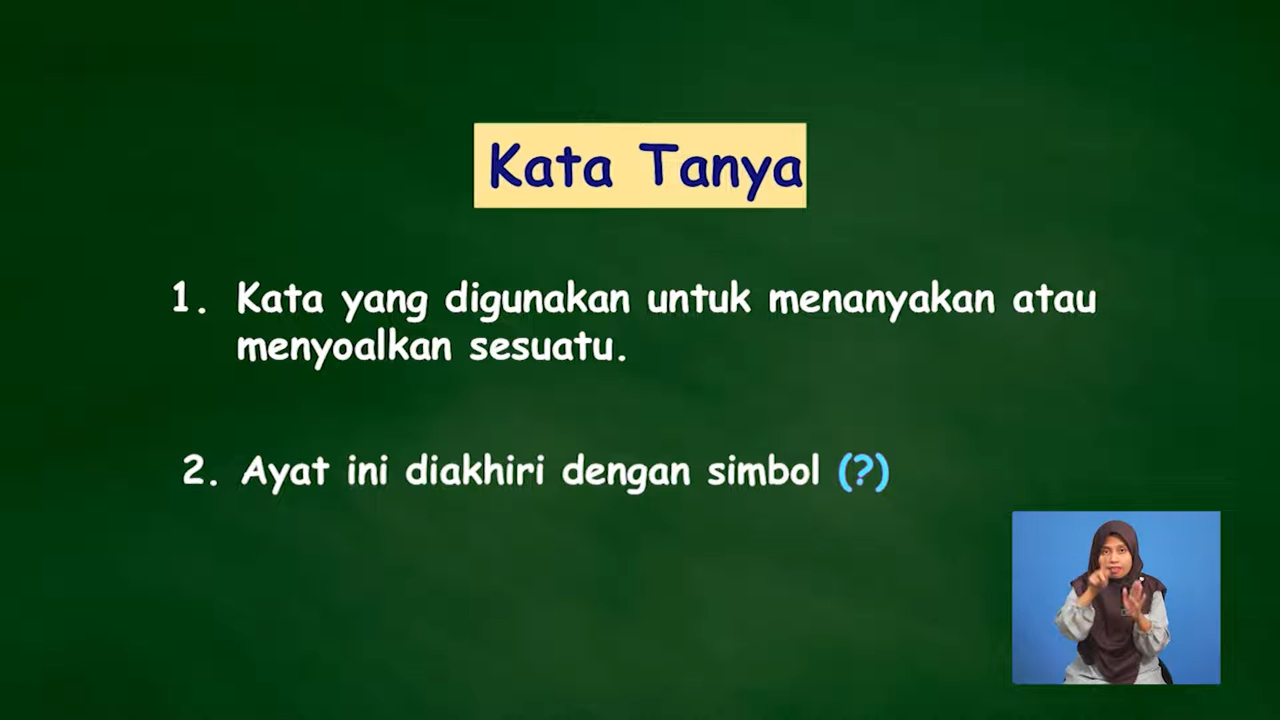 Kata Tanya
1. Kata yang digunakan untuk menanyakan atau
menyoalkan sesuatu.
2. Ayat ini diakhiri dengan simbol (?)